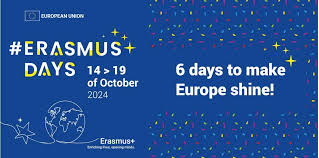 EUROPEAN UNION
#ERASMUS
DAYS
14 > 19
of October
2024
Erasmus+
Enriching lives, opening minds.
6 days to make
Europe shine!